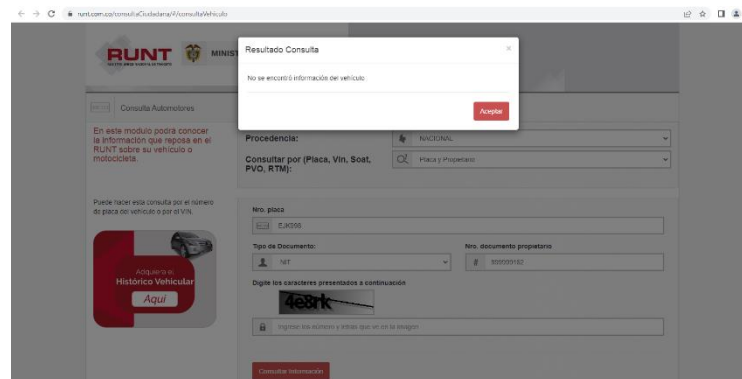 runt.com.co/consultaCiudadana/#/consultaVehiculo
RUNT
MINIST
Resultado Consulta
×
No se encontró información del vehículo.
Aceptar
Consulta Automotores
En este modulo podra conocer
la información que reposa en el
RUNT sobre su vehículo o
motocicleta.
Procedencia:
NACIONAL
Consultar por (Placa, Vin, Soat,
PVO, RTM):
Placa y Propietario
Puede hacer esta consulta por el número
de placa del vehículo o por el VIN.
Adquiera el
Histórico Vehicular
Aquí
Nro. placa
Tipo de Documento:
NIT
Nro. documento propietario
#
Digite los caracteres presentados a continuación
4e8rk
Ingrese los número y letras que ve en la imagen
Consultar Información